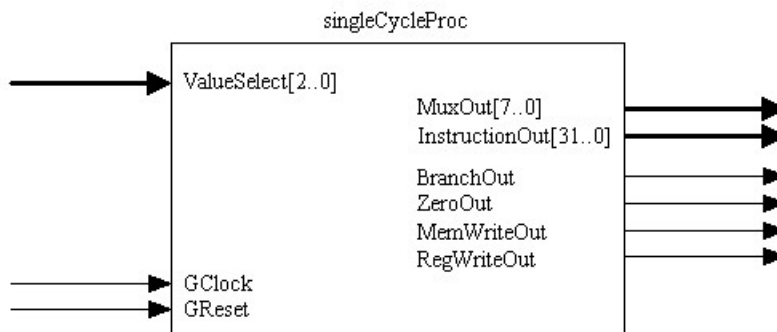 singleCycleProc
ValueSelect[2..0]
MuxOut[7..0]
InstructionOut[31..0]
BranchOut
ZeroOut
MemWriteOut
RegWriteOut
GClock
GReset